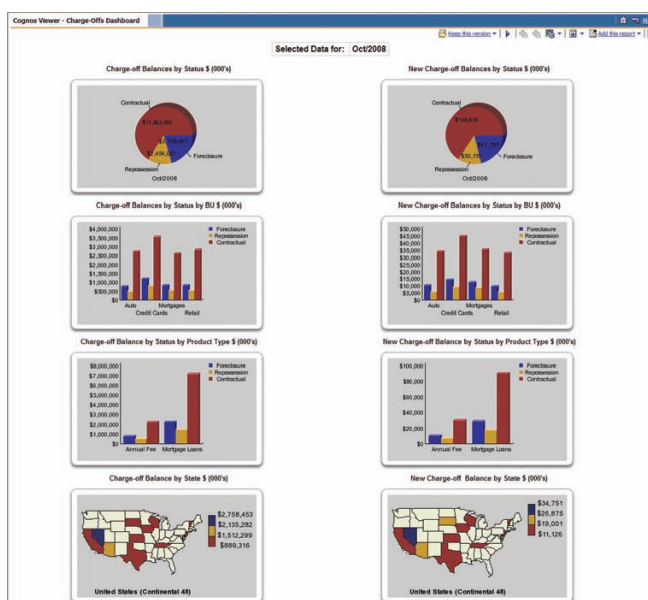 Cognos Viewer - Charge-Offs Dashboard
Keep this version
Add this report
Selected Data for: Oct/2008
Charge-off Balances by Status $ (000's)
Contractual
Foreclosure
Repossession
Oct/2008
New Charge-off Balances by Status $ (000's)
Contractual
Foreclosure
Repossession
Oct/2008
Charge-off Balances by Status by BU $ (000's)
$4,000,000
$3,500,000
$3,000,000
$2,500,000
$2,000,000
$1,500,000
$1,000,000
$500,000
$0
Auto Mortgages
Credit Cards Retail
Foreclosure
Repossession
Contractual
New Charge-off Balances by Status by BU $ (000's)
$50,000
$45,000
$40,000
$35,000
$30,000
$25,000
$20,000
$15,000
$10,000
$5,000
$0
Auto Mortgages
Credit Cards Retail
Foreclosure
Repossession
Contractual
Charge-off Balance by Status by Product Type $ (000's)
$8,000,000
$7,000,000
$6,000,000
$5,000,000
$4,000,000
$3,000,000
$2,000,000
$1,000,000
$0
Annual Fee Mortgage Loans
Foreclosure
Repossession
Contractual
New Charge-off Balance by Status by Product Type $ (000's)
$100,000
$80,000
$60,000
$40,000
$20,000
$0
Annual Fee Mortgage Loans
Foreclosure
Repossession
Contractual
Charge-off Balance by State $ (000's)
$2,758,453
$2,135,282
$1,512,299
$889,316
United States (Continental 48)
New Charge-off Balance by State $ (000's)
$34,751
$26,875
$19,001
$11,126
United States (Continental 48)